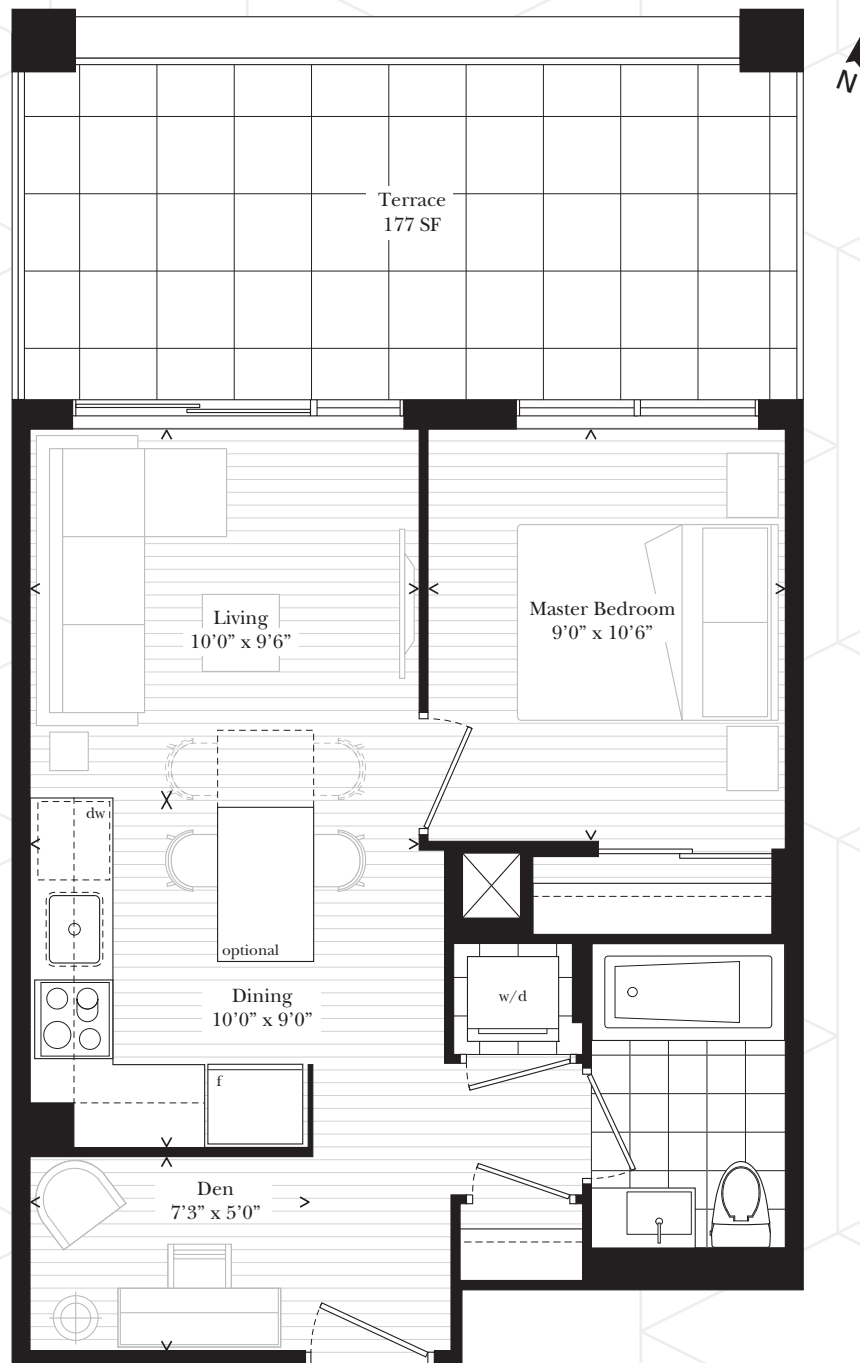 N
Terrace
177 SF
Living
10’0” x 9’6”
Master Bedroom
9’0” x 10’6”
dw
optional
Dining
10’0” x 9’0”
w/d
f
Den
7’3” x 5’0”